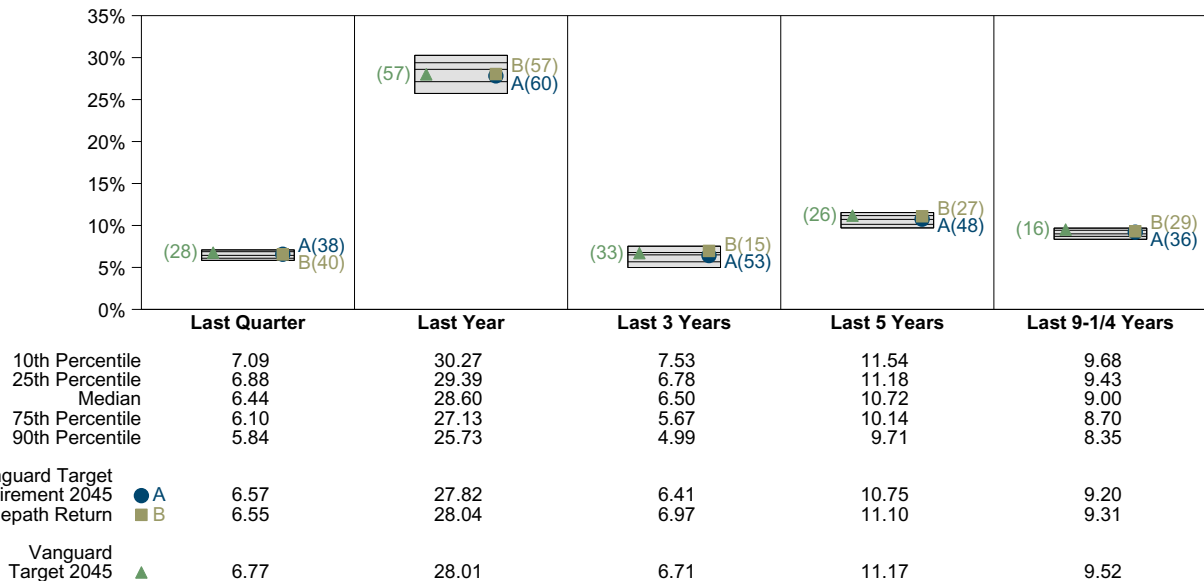 35%
30%
25%
20%
15%
10%
5%
0%
(28)
A(38)
B(40)
(57)
B(57)
A(60)
(33)
B(15)
A(53)
(26)
B(27)
A(48)
(16)
B(29)
A(36)
Last Quarter Last Year Last 3 Years Last 5 Years Last 9-1/4 Years
10th Percentile 7.09 30.27 7.53 11.54 9.68
25th Percentile 6.88 29.39 6.78 11.18 9.43
Median 6.44 28.60 6.50 10.72 9.00
75th Percentile 6.10 27.13 5.67 10.14 8.70
90th Percentile 5.84 25.73 4.99 9.71 8.35
nguard Target
irement 2045 A 6.57 27.82 6.41 10.75 9.20
epath Return B 6.55 28.04 6.97 11.10 9.31
Vanguard
Target 2045 6.77 28.01 6.71 11.17 9.52